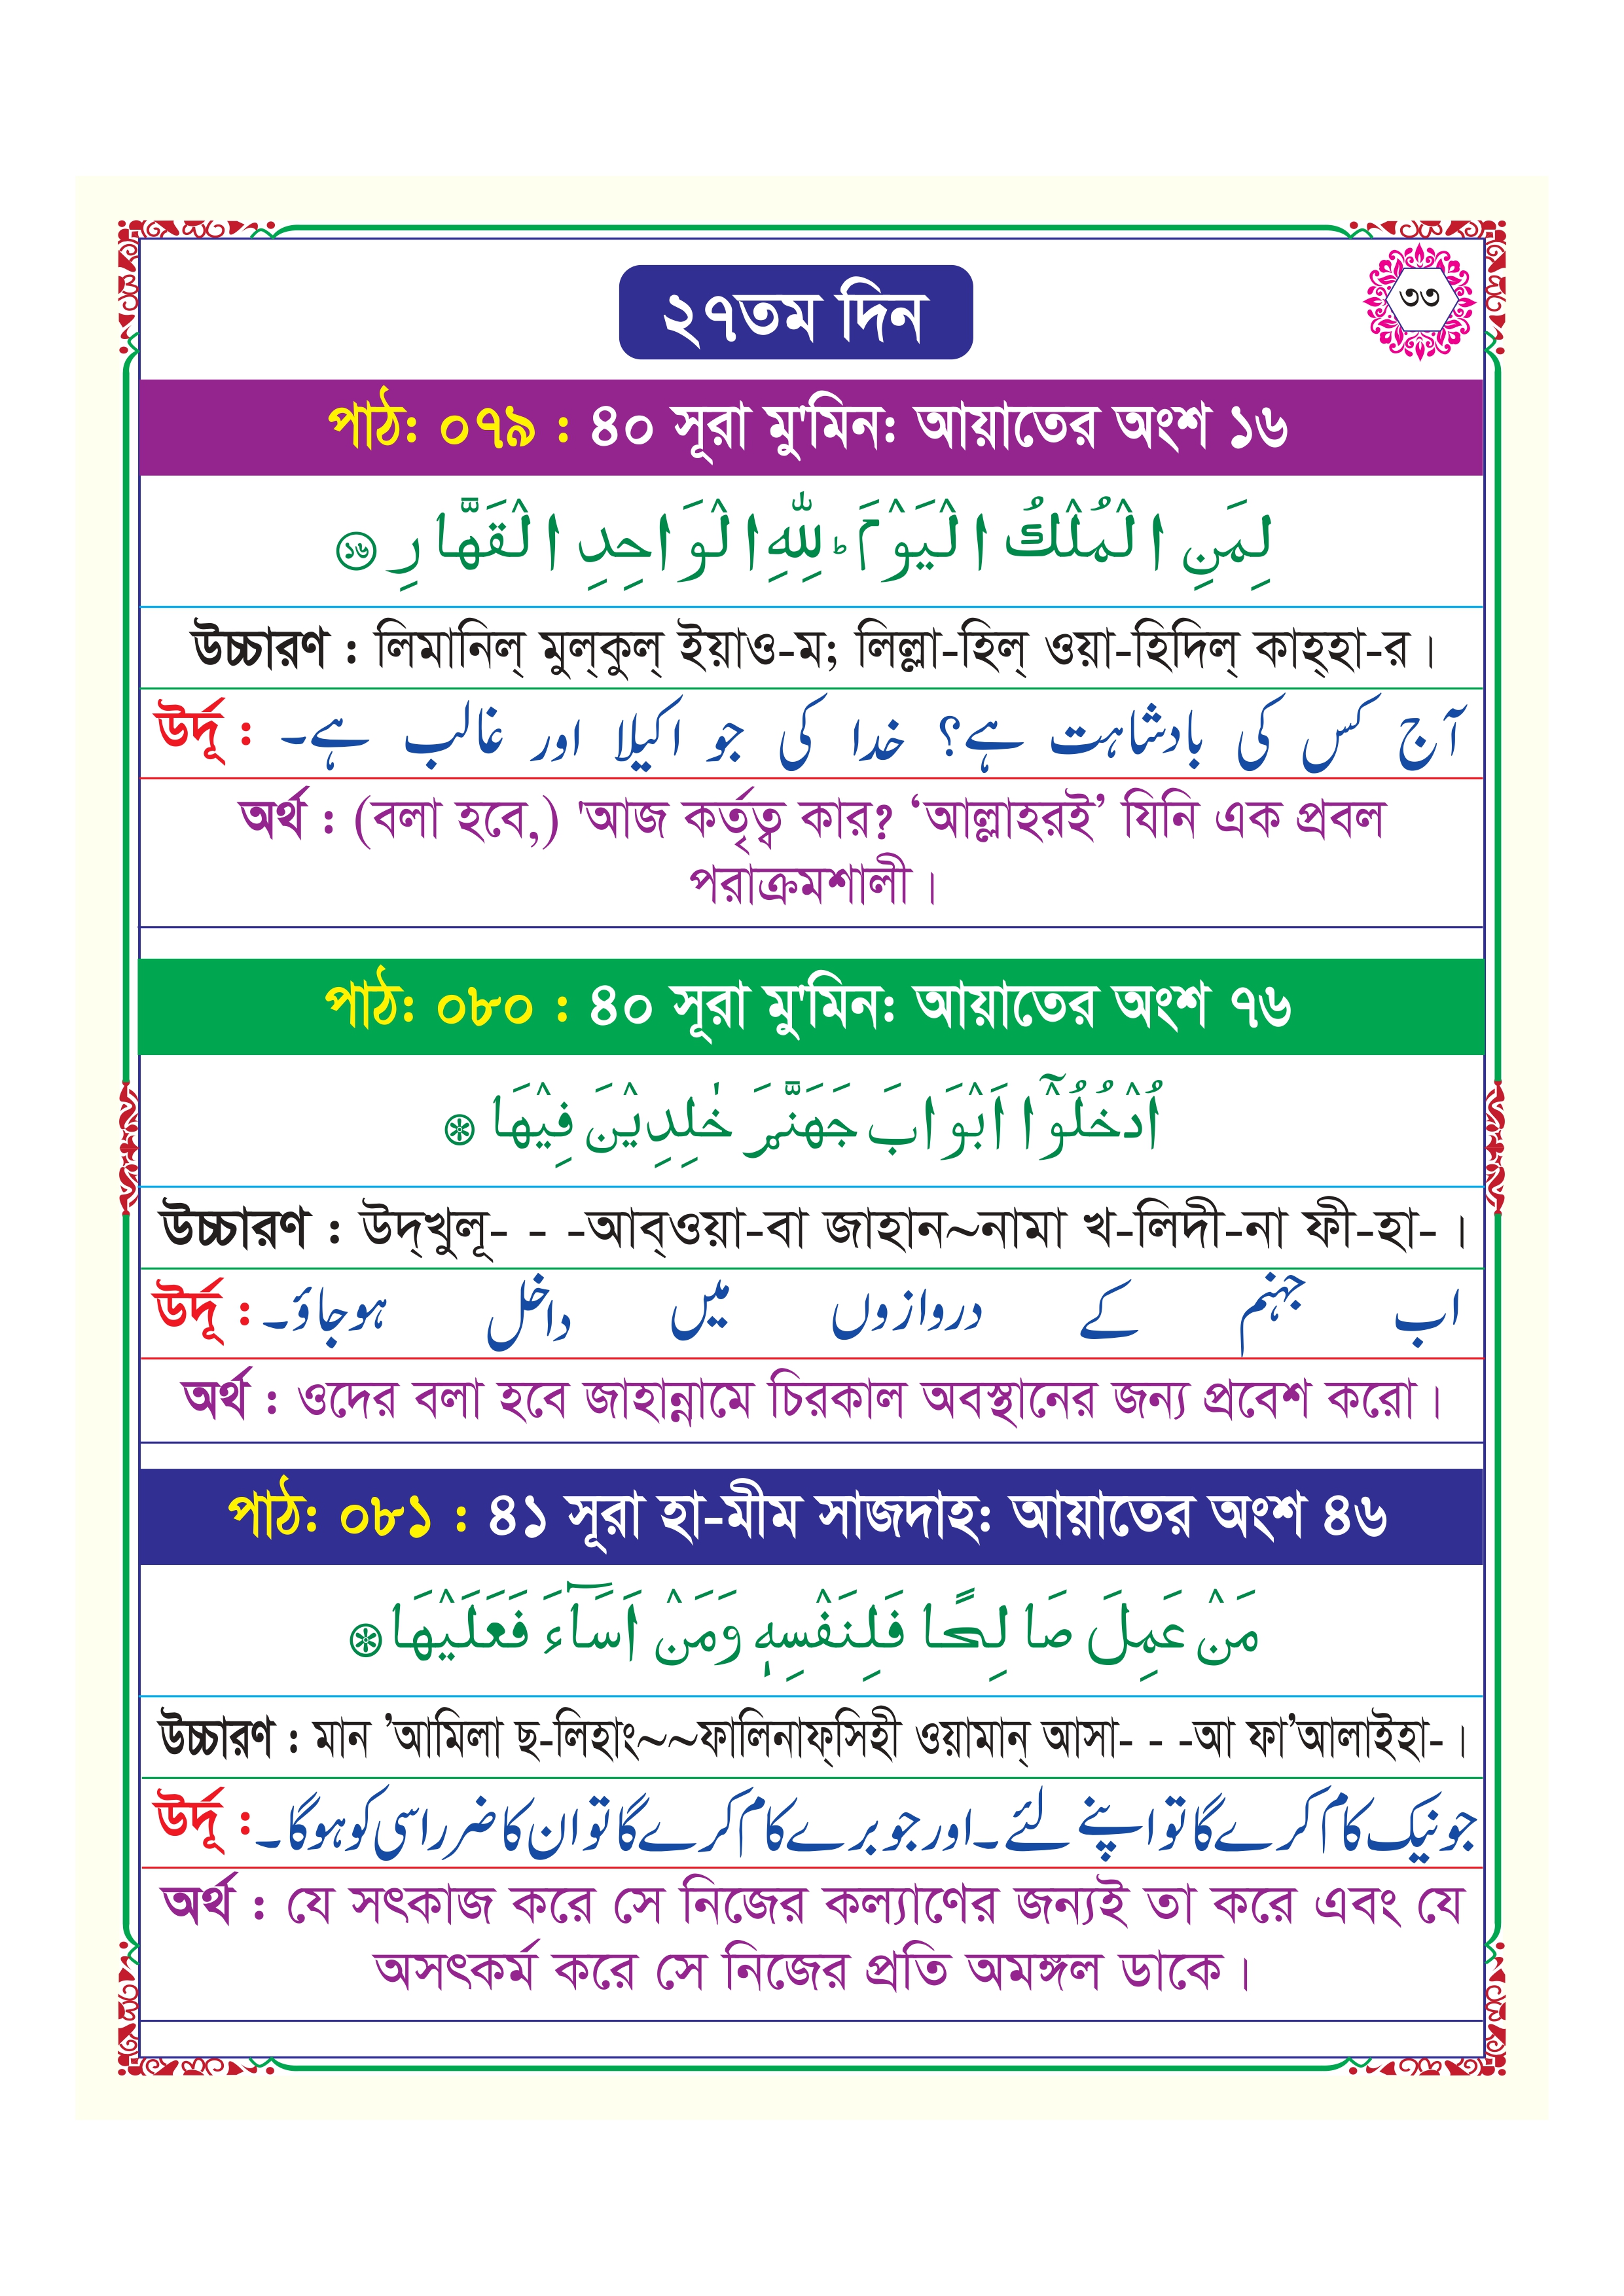 ২৭তম দিন
৩৩
পাঠ: ০৭৯ : ৪০ সূরা মু'মিন: আয়াতের অংশ ১৬
لِمَنِ الْمُلْكُ الْيَوْمَ ؕ لِلّٰهِ الْوَاحِدِ الْقَهَّارِ ১৬
উচ্চারণ : লিমানিল্ মুল্‌কুল্ ইয়াও-ম; লিল্লা-হিল্ ওয়া-হিদিল্ কাহ্‌হা-র।
উর্দূ : آج کس کی بادشاہت ہے؟ خدا کی جو اکیلا اور غالب ہے۔
অর্থ : (বলা হবে,) 'আজ কর্তৃত্ব কার? ‘আল্লাহরই’ যিনি এক প্রবল
পরাক্রমশালী।
পাঠ: ০৮০ : ৪০ সূরা মু'মিন: আয়াতের অংশ ৭৬
اُدْخُلُوْٓا اَبْوَابَ جَهَنَّمَ خٰلِدِيْنَ فِيْهَا
উচ্চারণ : উদ্‌খুলূ- - -আব্‌ওয়া-বা জাহান~নামা খ-লিদী-না ফী-হা-।
উর্দূ : اب جہنم کے دروازوں میں داخل ہوجاؤ۔
অর্থ : ওদের বলা হবে জাহান্নামে চিরকাল অবস্থানের জন্য প্রবেশ করো।
পাঠ: ০৮১ : ৪১ সূরা হা-মীম সাজদাহ: আয়াতের অংশ ৪৬
مَنْ عَمِلَ صَا لِكًا فَلِنَفْسِهٖ وَمَنْ اَسَآءَ فَعَلَيْهَا
উচ্চারণ : মান ’আমিলা ছ-লিহাং~~ফালিনাফ্‌সিহী ওয়ামান্ আসা- - -আ ফা’আলাইহা-।
উর্দূ : جو نیک کام کرے گا تو اپنے لئے۔ اور جو برے کام کرے گا تو ان کا ضرر اسی کو ہوگا۔
অর্থ : যে সৎকাজ করে সে নিজের কল্যাণের জন্যই তা করে এবং যে
অসৎকর্ম করে সে নিজের প্রতি অমঙ্গল ডাকে।